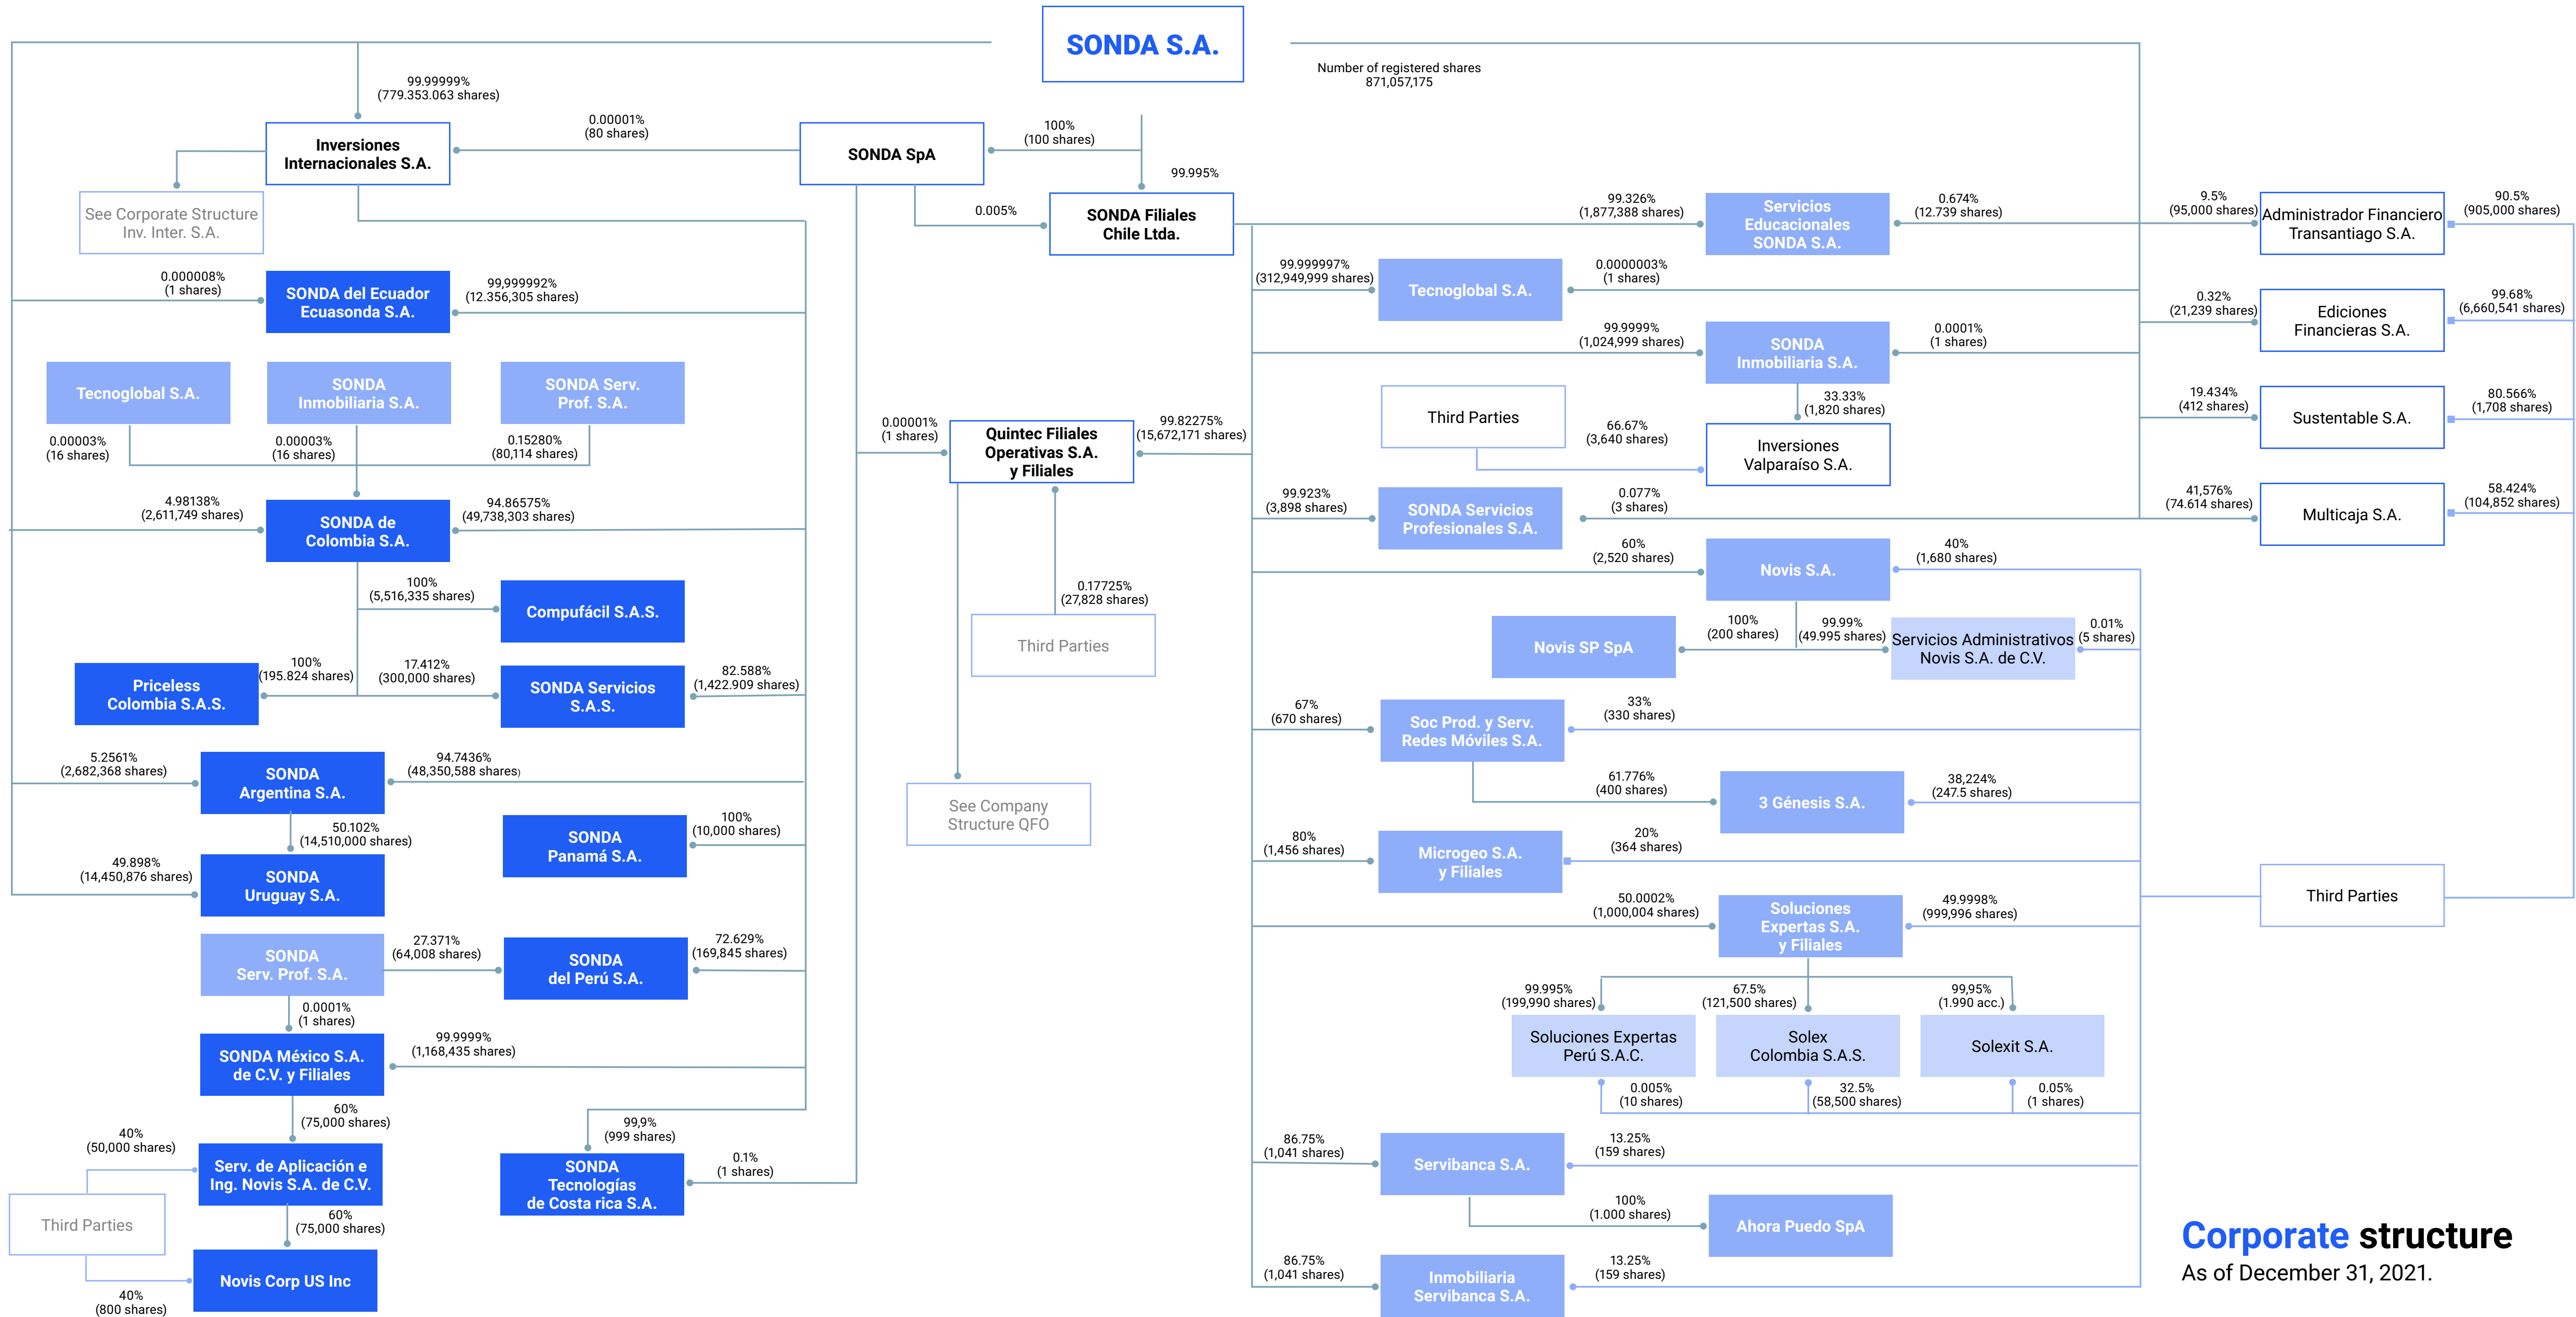 SONDA S.A.
Number of registered shares
871,057,175
99.99999%
(779.353.063 shares)
Inversiones
Internacionales S.A.
0.00001%
(80 shares)
SONDA SpA
100%
(100 shares)
99.995%
See Corporate Structure
Inv. Inter. S.A.
0.005%
SONDA Filiales
Chile Ltda.
0.000008%
(1 shares)
SONDA del Ecuador
Ecuasonda S.A.
99,999992%
(12.356,305 shares)
Tecnoglobal S.A.
SONDA
Inmobiliaria S.A.
SONDA Serv.
Prof. S.A.
0.00003%
(16 shares)
0.00003%
(16 shares)
0.15280%
(80,114 shares)
4.98138%
(2,611,749 shares)
SONDA de
Colombia S.A.
94.86575%
(49,738,303 shares)
100%
(5,516,335 shares)
Compufácil S.A.S.
Priceless
Colombia S.A.S.
100%
(195.824 shares)
17.412%
(300,000 shares)
SONDA Servicios
S.A.S.
82.588%
(1,422.909 shares)
5.2561%
(2,682,368 shares)
SONDA
Argentina S.A.
94.7436%
(48,350,588 shares)
50.102%
(14,510,000 shares)
SONDA
Panamá S.A.
100%
(10,000 shares)
49.898%
(14,450,876 shares)
SONDA
Uruguay S.A.
SONDA
Serv. Prof. S.A.
27.371%
(64,008 shares)
SONDA
del Perú S.A.
72.629%
(169,845 shares)
0.0001%
(1 shares)
SONDA México S.A.
de C.V. y Filiales
99.9999%
(1,168,435 shares)
60%
(75,000 shares)
40%
(50,000 shares)
Serv. de Aplicación e
Ing. Novis S.A. de C.V.
Third Parties
60%
(75,000 shares)
Novis Corp US Inc
40%
(800 shares)
99,9%
(999 shares)
SONDA
Tecnologías
de Costa rica S.A.
0.1%
(1 shares)
0.00001%
(1 shares)
Quintec Filiales
Operativas S.A.
y Filiales
99.82275%
(15,672,171 shares)
0.17725%
(27,828 shares)
Third Parties
See Company
Structure QFO
99.326%
(1,877,388 shares)
Servicios
Educacionales
SONDA S.A.
0.674%
(12.739 shares)
99.999997%
(312,949,999 shares)
Tecnoglobal S.A.
0.0000003%
(1 shares)
99.9999%
(1,024,999 shares)
SONDA
Inmobiliaria S.A.
0.0001%
(1 shares)
33.33%
(1,820 shares)
Third Parties
66.67%
(3,640 shares)
Inversiones
Valparaíso S.A.
99.923%
(3,898 shares)
SONDA Servicios
Profesionales S.A.
0.077%
(3 shares)
60%
(2,520 shares)
Novis S.A.
40%
(1,680 shares)
Novis SP SpA
100%
(200 shares)
99.99%
(49.995 shares)
Servicios Administrativos
Novis S.A. de C.V.
0.01%
(5 shares)
67%
(670 shares)
Soc Prod. y Serv.
Redes Móviles S.A.
33%
(330 shares)
61.776%
(400 shares)
3 Génesis S.A.
38,224%
(247.5 shares)
80%
(1,456 shares)
Microgeo S.A.
y Filiales
20%
(364 shares)
50.0002%
(1,000,004 shares)
Soluciones
Expertas S.A.
y Filiales
49.9998%
(999,996 shares)
99.995%
(199,990 shares)
67.5%
(121,500 shares)
99,95%
(1.990 acc.)
Soluciones Expertas
Perú S.A.C.
Solex
Colombia S.A.S.
Solexit S.A.
0.005%
(10 shares)
32.5%
(58,500 shares)
0.05%
(1 shares)
86.75%
(1,041 shares)
Servibanca S.A.
13.25%
(159 shares)
100%
(1.000 shares)
Ahora Puedo SpA
86.75%
(1,041 shares)
Inmobiliaria
Servibanca S.A.
13.25%
(159 shares)
9.5%
(95,000 shares)
Administrador Financiero
Transantiago S.A.
90.5%
(905,000 shares)
0.32%
(21,239 shares)
Ediciones
Financieras S.A.
99.68%
(6,660,541 shares)
19.434%
(412 shares)
Sustentable S.A.
80.566%
(1,708 shares)
41,576%
(74.614 shares)
Multicaja S.A.
58.424%
(104,852 shares)
Third Parties
Corporate structure
As of December 31, 2021.